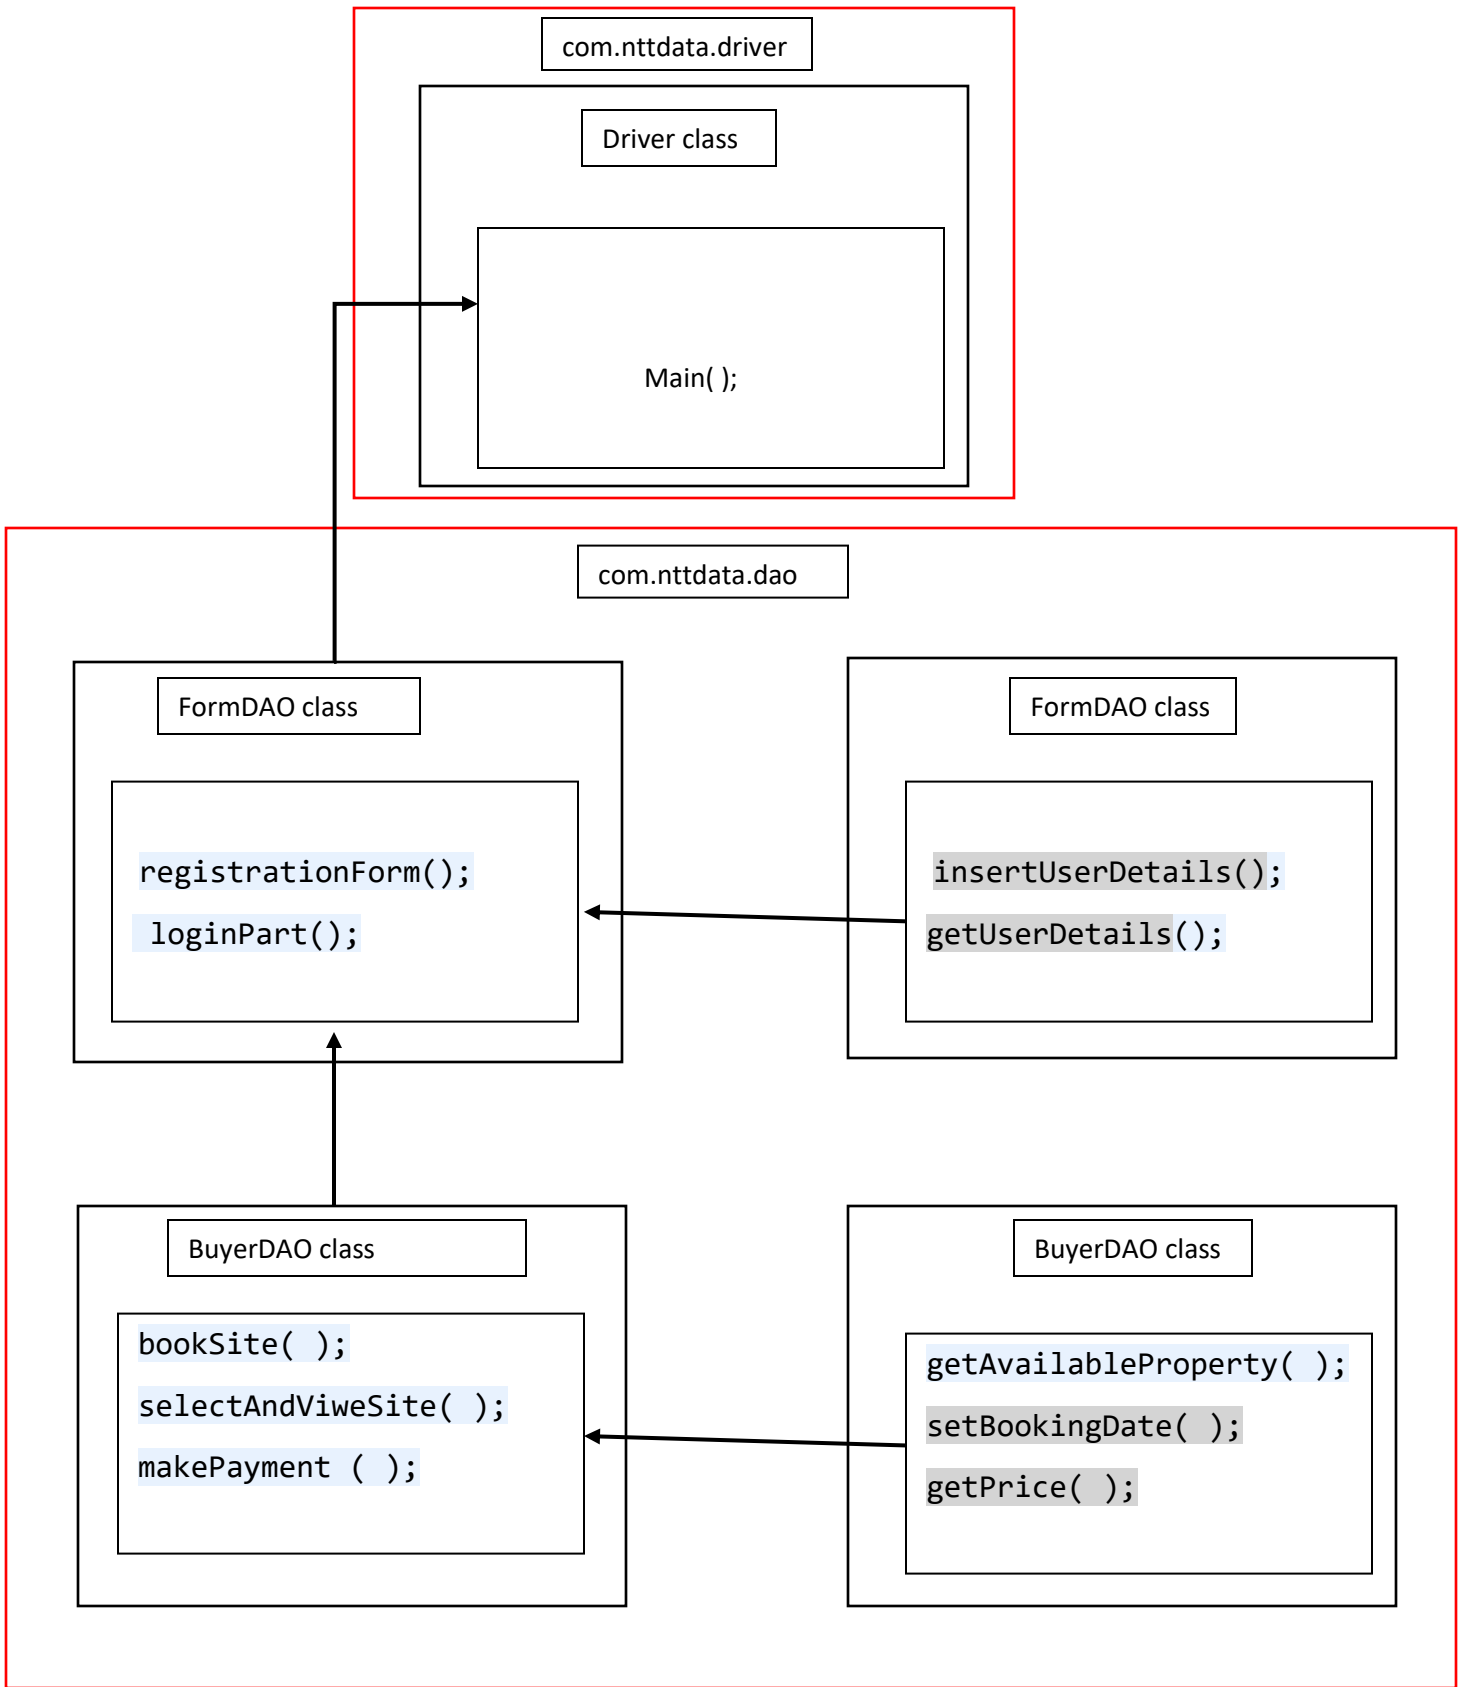 com.nttdata.driver
Driver class
Main( );
com.nttdata.dao
FormDAO class
registrationForm();
loginPart();
FormDAO class
insertUserDetails();
getUserDetails();
BuyerDAO class
bookSite( );
selectAndViweSite( );
makePayment ( );
BuyerDAO class
getAvailableProperty( );
setBookingDate( );
getPrice( );